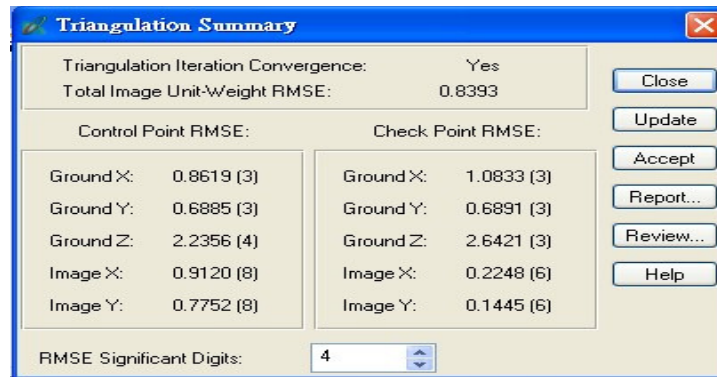 Triangulation Summary
Triangulation Iteration Convergence: Yes
Total Image Unit-Weight RMSE: 0.8393
Control Point RMSE:
Ground X: 0.8619 (3)
Ground Y: 0.6885 (3)
Ground Z: 2.2356 (4)
Image X: 0.9120 (8)
Image Y: 0.7752 (8)
Check Point RMSE:
Ground X: 1.0833 (3)
Ground Y: 0.6891 (3)
Ground Z: 2.6421 (3)
Image X: 0.2248 (6)
Image Y: 0.1445 (6)
RMSE Significant Digits: 4
Close
Update
Accept
Report...
Review...
Help